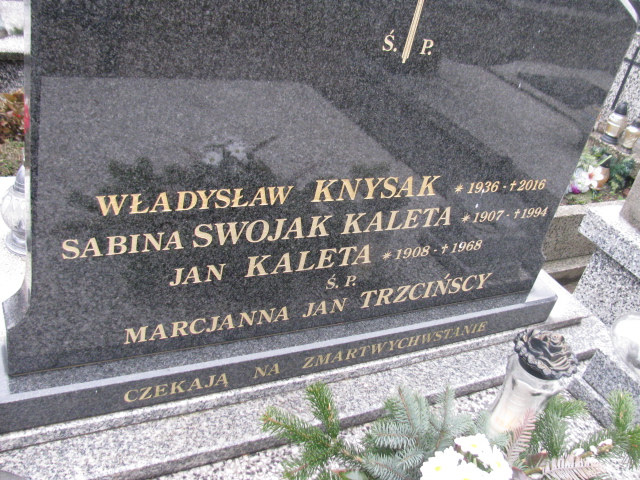 Ś. P.
WŁADYSŁAW KNYSAK * 1936 - † 2016
SABINA SWOJAK KALETA * 1907 - † 1994
JAN KALETA * 1908 - † 1968
Ś. P.
MARCJANNA JAN TRZCIŃSCY
CZEKAJĄ NA ZMARTWYCHWSTANIE